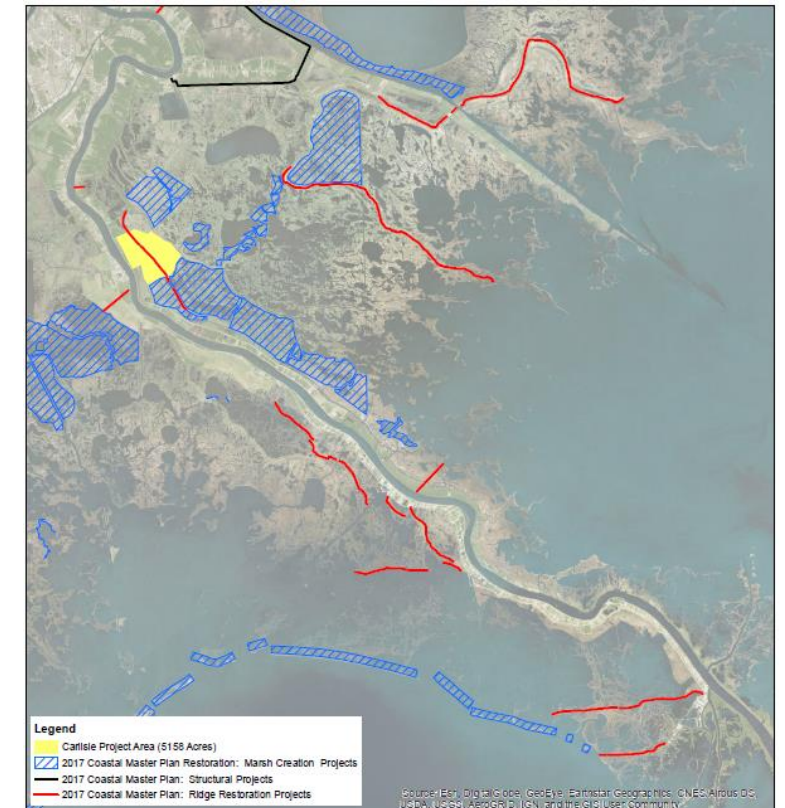 Legend
Carlisle Project Area (5158 Acres)
2017 Coastal Master Plan Restoration: Marsh Creation Projects
2017 Coastal Master Plan: Structural Projects
2017 Coastal Master Plan: Ridge Restoration Projects
Source: Esri, DigitalGlobe, GeoEye, Earthstar Geographics, CNES/Airbus DS,
USDA, USGS, AeroGRID, IGN, and the GIS User Community